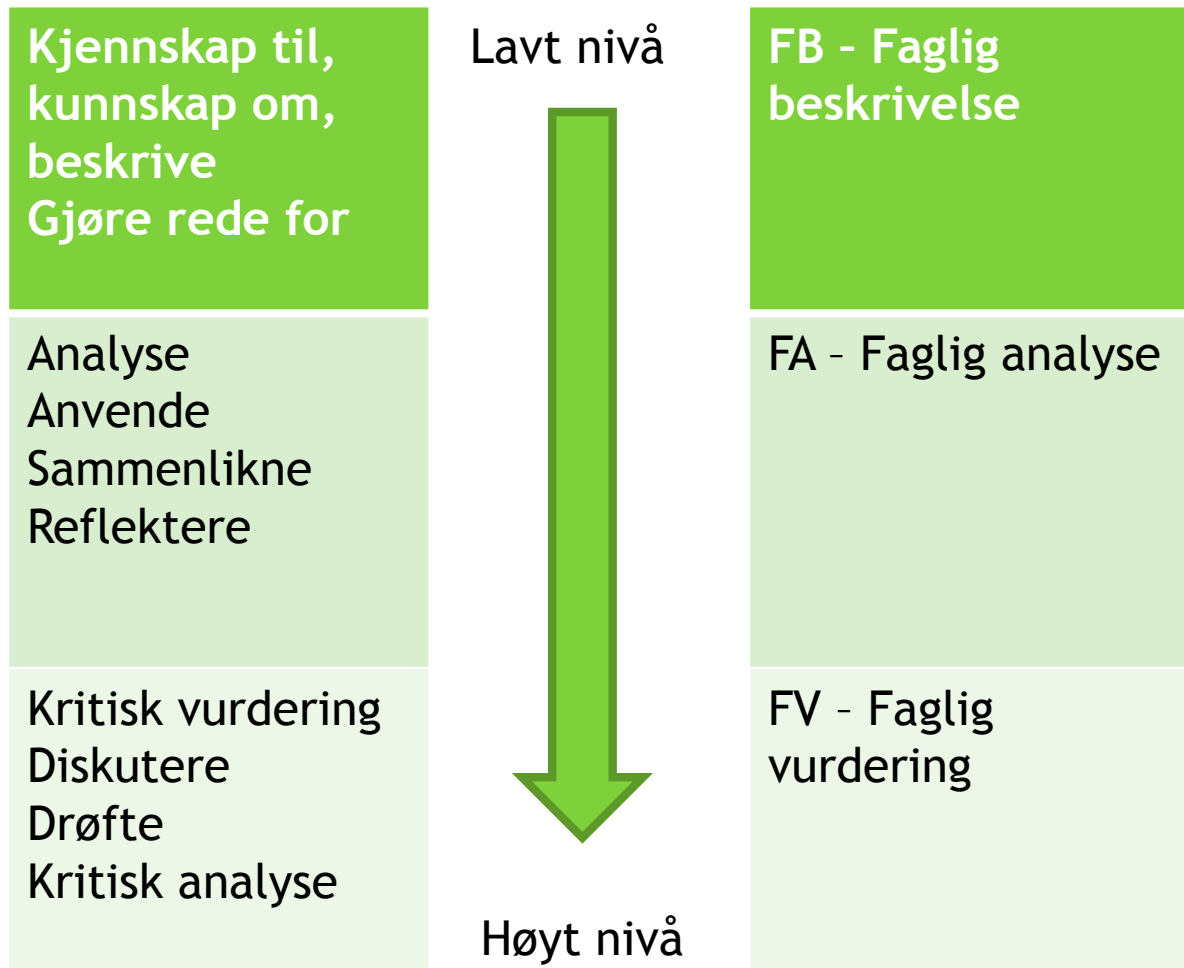 Kjennskap til,
kunnskap om,
beskrive
Gjøre rede for
Lavt nivå
FB – Faglig
beskrivelse
Analyse
Anvende
Sammenlikne
Reflektere
FA – Faglig analyse
Kritisk vurdering
Diskutere
Drøfte
Kritisk analyse
FV – Faglig
vurdering
Høyt nivå